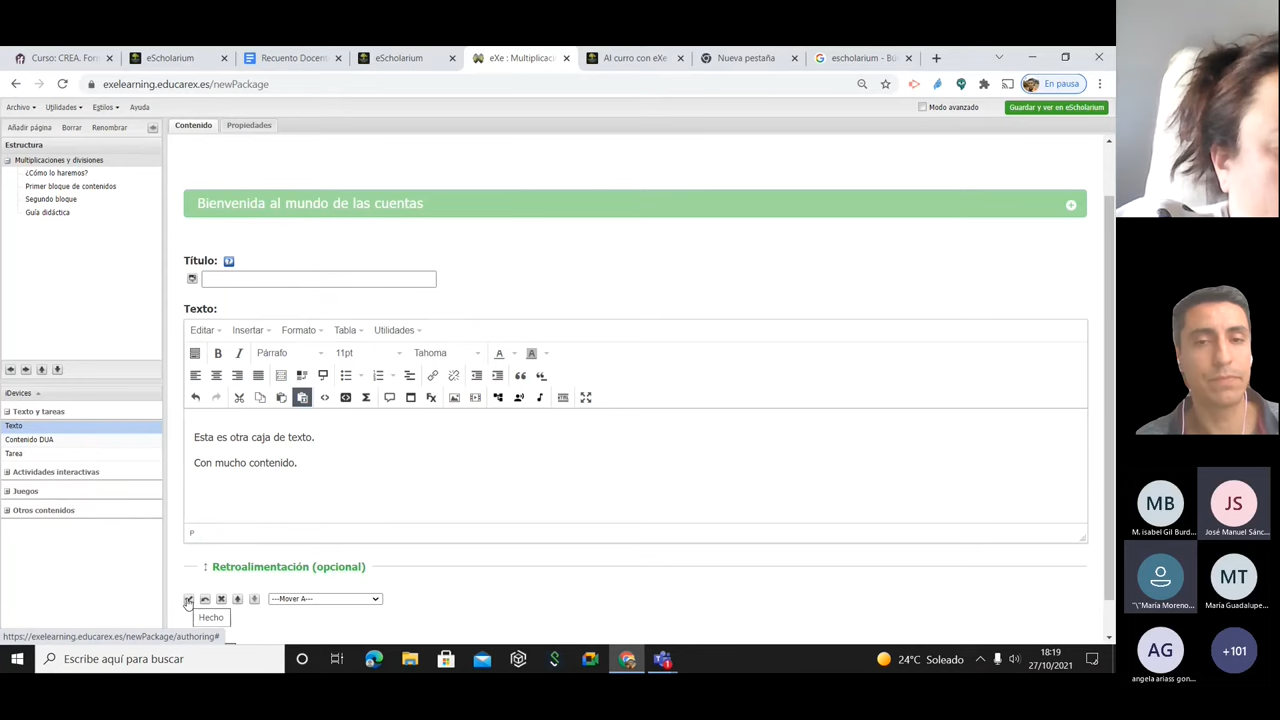 Curso: CREA. For
eScholarium
Recuento Docent
eScholarium
eXe : Multiplicaci
Al curro con eXe
Nueva pestaña
escholarium - Bú
exelearning.educarex.es/newPackage
En pausa
Archivo
Utilidades
Estilos
Ayuda
Modo avanzado
Guardar y ver en eScholarium
Añadir página
Borrar
Renombrar
Contenido
Propiedades
Estructura
Multiplicaciones y divisiones
¿Cómo lo haremos?
Primer bloque de contenidos
Segundo bloque
Guía didáctica
Bienvenida al mundo de las cuentas
Título:
Texto:
Editar
Insertar
Formato
Tabla
Utilidades
B I Párrafo 11pt Tahoma A A
iDevices
Texto y tareas
Texto
Contenido DUA
Tarea
Actividades interactivas
Juegos
Otros contenidos
Esta es otra caja de texto.
Con mucho contenido.
P
Retroalimentación (opcional)
---Mover A---
Hecho
https://exelearning.educarex.es/newPackage/authoring#
Escribe aquí para buscar
24°C Soleado
18:19
27/10/2021
MB
M. isabel Gil Burd...
JS
José Manuel Sánc...
"\"María Moreno...
MT
María Guadalupe...
AG
angela ariass gon...
+101